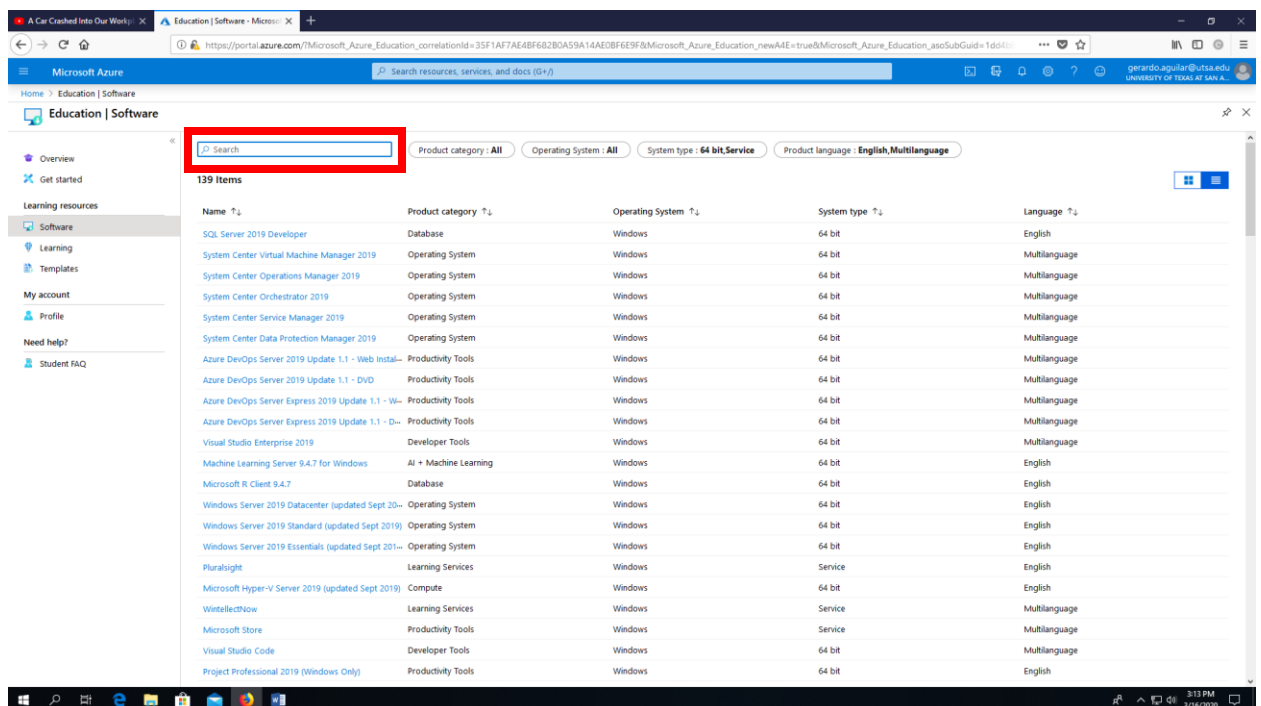 A Car Crashed Into Our Workpl
Education | Software - Microsof
https://portal.azure.com/?Microsoft_Azure_Education_correlationId=35F1AF7AE4BF682B0A59A14AE0BF6E9F&Microsoft_Azure_Education_newA4E=true&Microsoft_Azure_Education_asoSubGuid=1dd4
Microsoft Azure
Search resources, services, and docs (G+/)
gerardo.aguilar@utsa.edu
UNIVERSITY OF TEXAS AT SAN A...
Home > Education | Software
Education | Software
Overview
Get started
Learning resources
Software
Learning
Templates
My account
Profile
Need help?
Student FAQ
Search
Product category : All
Operating System : All
System type : 64 bit,Service
Product language : English,Multilanguage
139 Items
Name Product category Operating System System type Language
SQL Server 2019 Developer Database Windows 64 bit English
System Center Virtual Machine Manager 2019 Operating System Windows 64 bit Multilanguage
System Center Operations Manager 2019 Operating System Windows 64 bit Multilanguage
System Center Orchestrator 2019 Operating System Windows 64 bit Multilanguage
System Center Service Manager 2019 Operating System Windows 64 bit Multilanguage
System Center Data Protection Manager 2019 Operating System Windows 64 bit Multilanguage
Azure DevOps Server 2019 Update 1.1 - Web Instal... Productivity Tools Windows 64 bit Multilanguage
Azure DevOps Server 2019 Update 1.1 - DVD Productivity Tools Windows 64 bit Multilanguage
Azure DevOps Server Express 2019 Update 1.1 - W... Productivity Tools Windows 64 bit Multilanguage
Azure DevOps Server Express 2019 Update 1.1 - D... Productivity Tools Windows 64 bit Multilanguage
Visual Studio Enterprise 2019 Developer Tools Windows 64 bit Multilanguage
Machine Learning Server 9.4.7 for Windows AI + Machine Learning Windows 64 bit English
Microsoft R Client 9.4.7 Database Windows 64 bit English
Windows Server 2019 Datacenter (updated Sept 20... Operating System Windows 64 bit English
Windows Server 2019 Standard (updated Sept 2019) Operating System Windows 64 bit English
Windows Server 2019 Essentials (updated Sept 201... Operating System Windows 64 bit English
Pluralsight Learning Services Windows Service English
Microsoft Hyper-V Server 2019 (updated Sept 2019) Compute Windows 64 bit English
WintellectNow Learning Services Windows Service Multilanguage
Microsoft Store Productivity Tools Windows Service Multilanguage
Visual Studio Code Developer Tools Windows 64 bit Multilanguage
Project Professional 2019 (Windows Only) Productivity Tools Windows 64 bit English
3:13 PM
3/16/2020